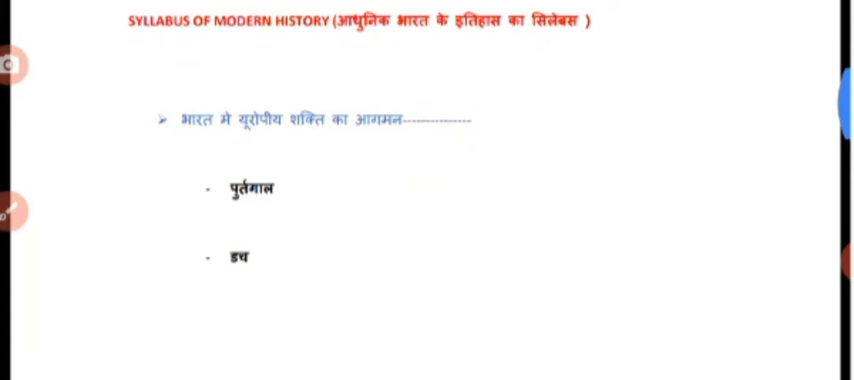 SYLLABUS OF MODERN HISTORY (आधुनिक भारत के इतिहास का सिलेबस )
➢ भारत मे यूरोपीय शक्ति का आगमन---------------
- पुर्तगाल
- डच